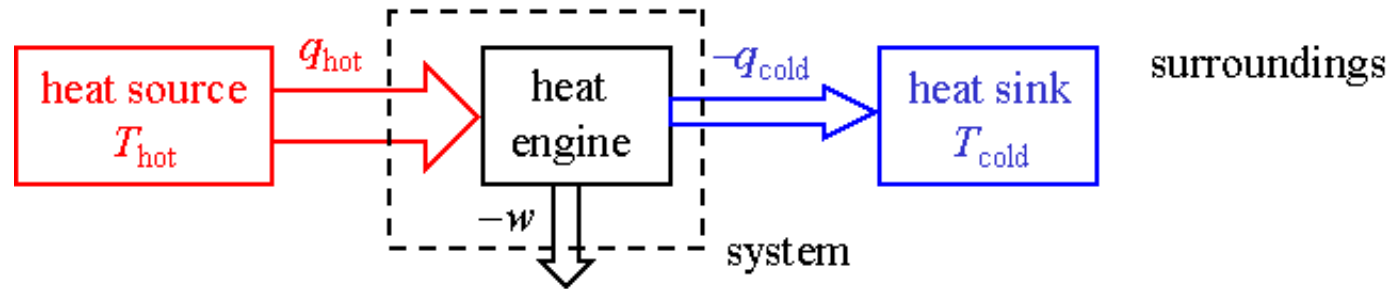 heat source
T_hot
q_hot
heat
engine
–q_cold
heat sink
T_cold
surroundings
–w
system